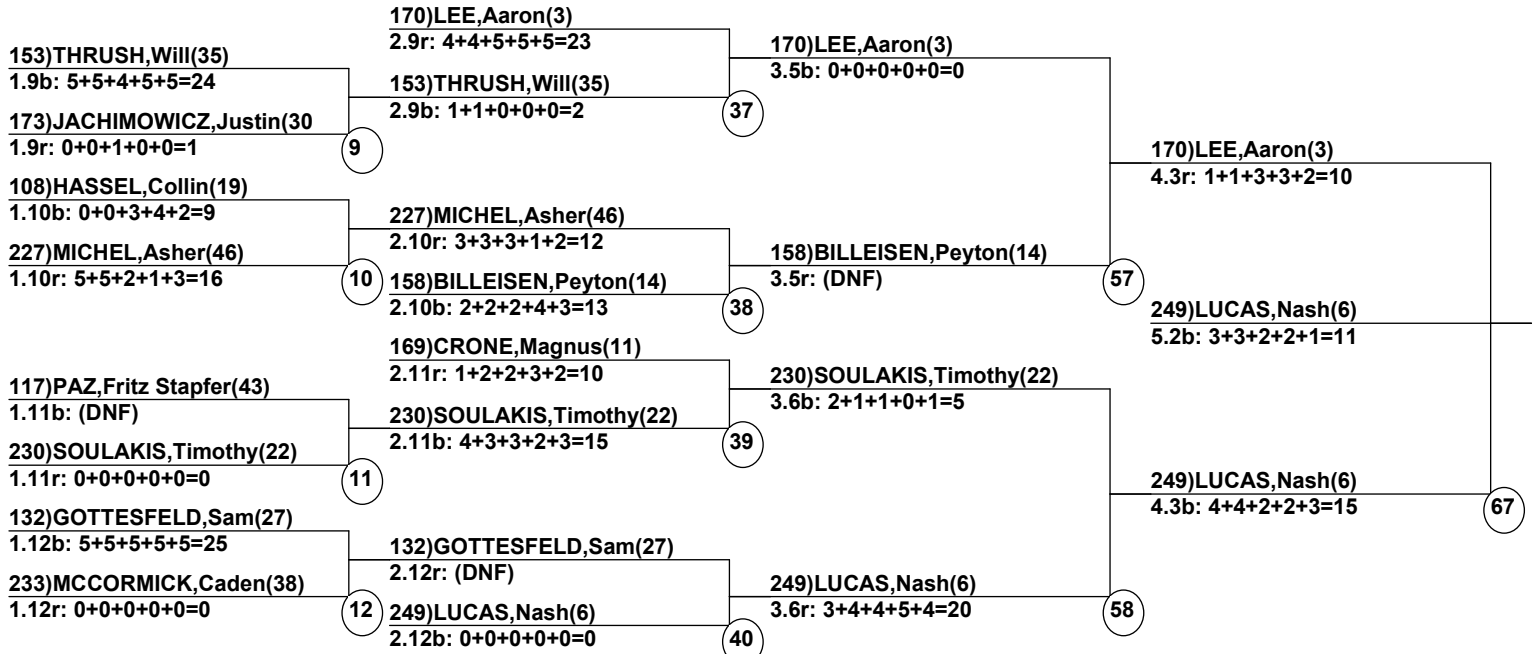 153)THRUSH,Will(35)
1.9b: 5+5+4+5+5=24
173)JACHIMOWICZ,Justin(30
1.9r: 0+0+1+0+0=1
9
108)HASSEL,Collin(19)
1.10b: 0+0+3+4+2=9
227)MICHEL,Asher(46)
1.10r: 5+5+2+1+3=16
10
117)PAZ,Fritz Stapfer(43)
1.11b: (DNF)
230)SOULAKIS,Timothy(22)
1.11r: 0+0+0+0+0=0
11
132)GOTTESFELD,Sam(27)
1.12b: 5+5+5+5+5=25
233)MCCORMICK,Caden(38)
1.12r: 0+0+0+0+0=0
12
170)LEE,Aaron(3)
2.9r: 4+4+5+5+5=23
153)THRUSH,Will(35)
2.9b: 1+1+0+0+0=2
37
227)MICHEL,Asher(46)
2.10r: 3+3+3+1+2=12
158)BILLEISEN,Peyton(14)
2.10b: 2+2+2+4+3=13
38
169)CRONE,Magnus(11)
2.11r: 1+2+2+3+2=10
230)SOULAKIS,Timothy(22)
2.11b: 4+3+3+2+3=15
39
132)GOTTESFELD,Sam(27)
2.12r: (DNF)
249)LUCAS,Nash(6)
2.12b: 0+0+0+0+0=0
40
170)LEE,Aaron(3)
3.5b: 0+0+0+0+0=0
158)BILLEISEN,Peyton(14)
3.5r: (DNF)
57
230)SOULAKIS,Timothy(22)
3.6b: 2+1+1+0+1=5
249)LUCAS,Nash(6)
3.6r: 3+4+4+5+4=20
58
170)LEE,Aaron(3)
4.3r: 1+1+3+3+2=10
249)LUCAS,Nash(6)
5.2b: 3+3+2+2+1=11
249)LUCAS,Nash(6)
4.3b: 4+4+2+2+3=15
67